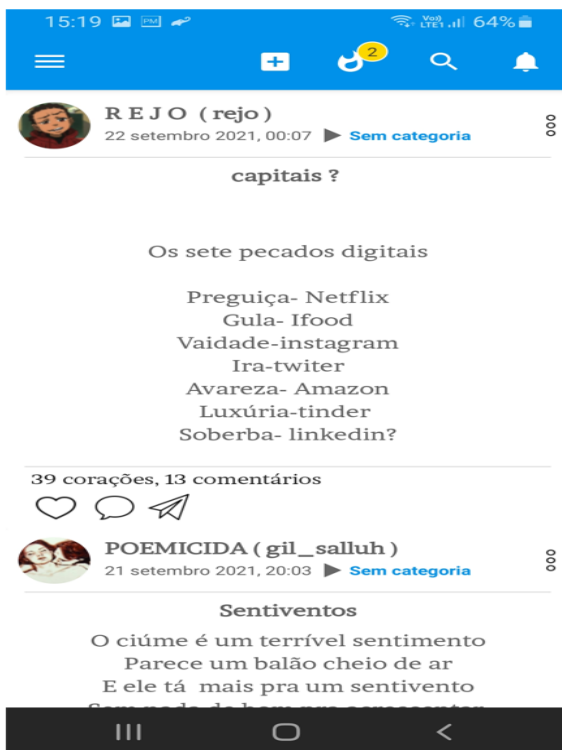 15:19 PM VoI) LTE1 64%
2
R E J O ( rejo )
22 setembro 2021, 00:07 ▶ Sem categoria
capitais ?
Os sete pecados digitais
Preguiça- Netflix
Gula- Ifood
Vaidade-instagram
Ira-twiter
Avareza- Amazon
Luxúria-tinder
Soberba- linkedin?
39 corações, 13 comentários
POEMICIDA ( gil_salluh )
21 setembro 2021, 20:03 ▶ Sem categoria
Sentiventos
O ciúme é um terrível sentimento
Parece um balão cheio de ar
E ele tá mais pra um sentivento